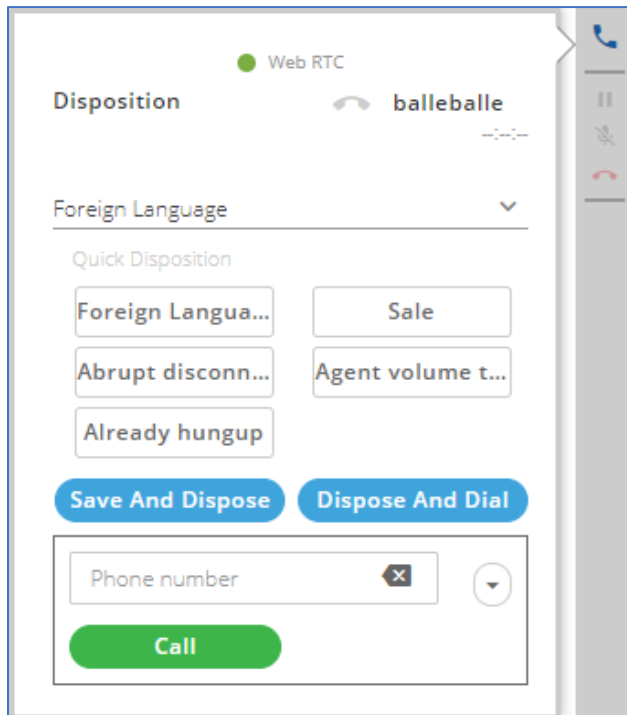 Web RTC
Disposition balleballe
--:--:--
Foreign Language
Quick Disposition
Foreign Langua... Sale
Abrupt disconn... Agent volume t...
Already hungup
Save And Dispose Dispose And Dial
Phone number
Call